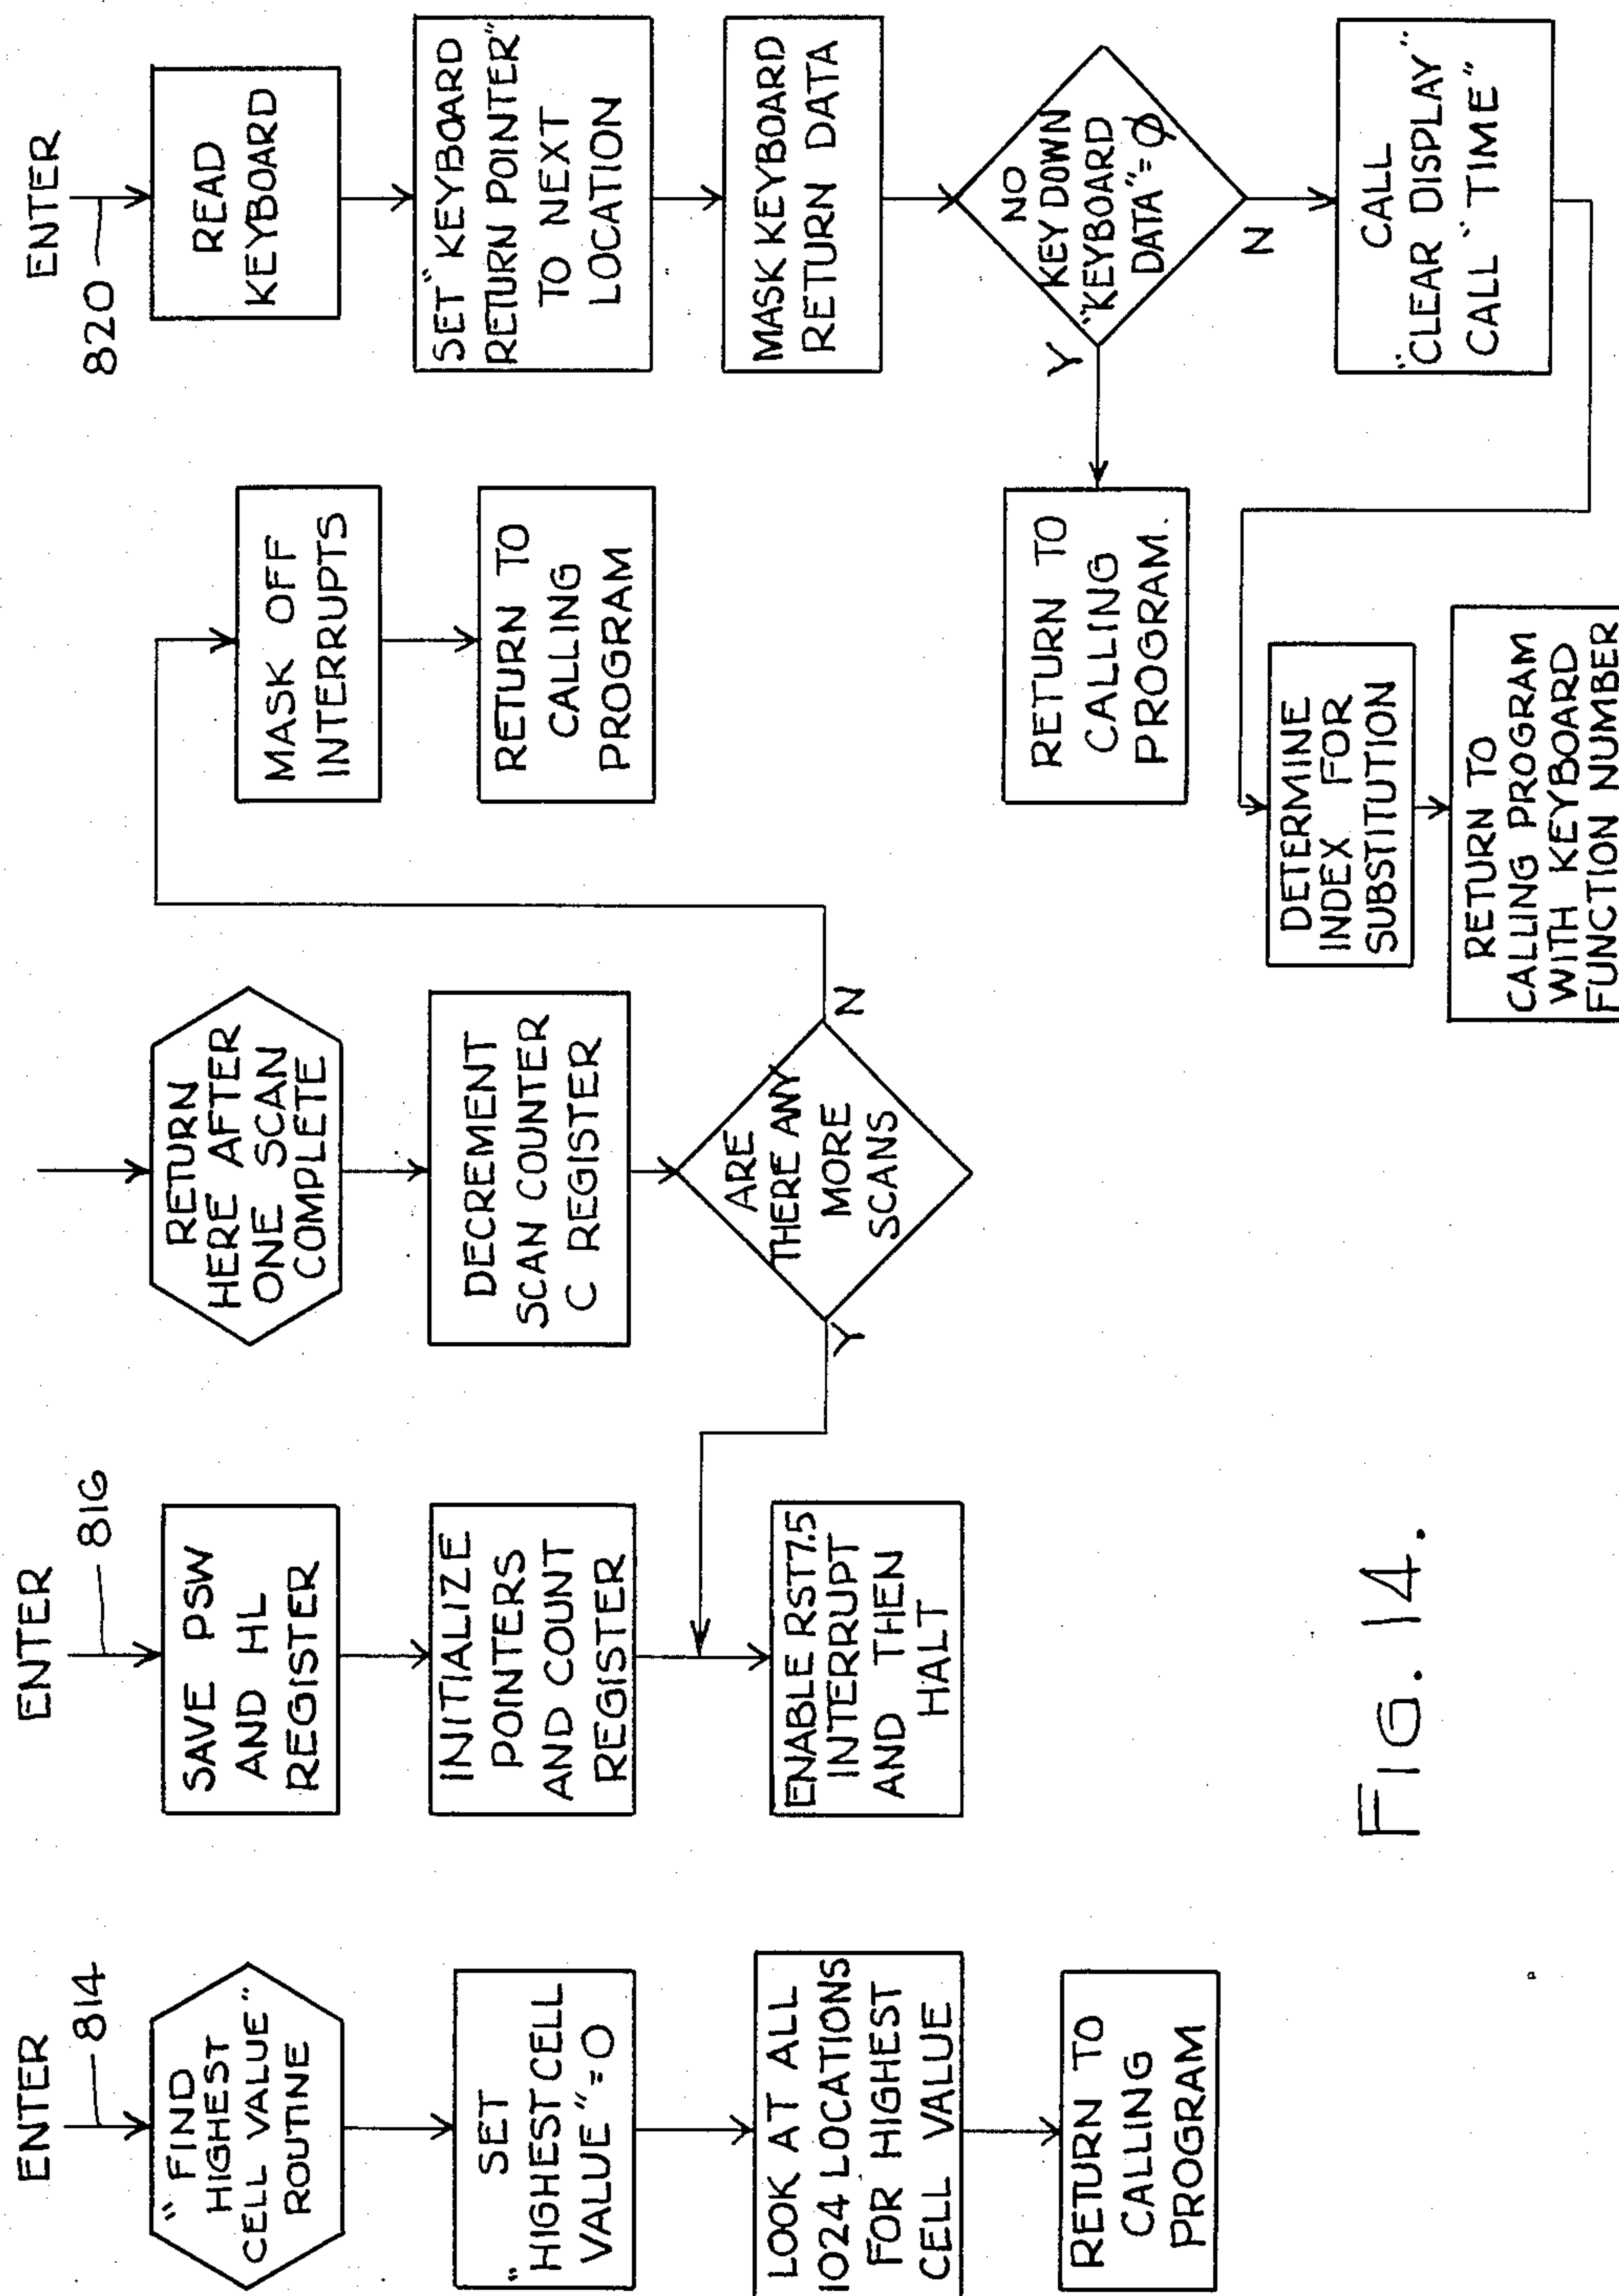 ENTER
814
"FIND
HIGHEST
CELL VALUE"
ROUTINE
SET
"HIGHEST CELL
VALUE"=0
LOOK AT ALL
1024 LOCATIONS
FOR HIGHEST
CELL VALUE
RETURN TO
CALLING
PROGRAM
ENTER
816
SAVE PSW
AND HL
REGISTER
INITIALIZE
POINTERS
AND COUNT
REGISTER
ENABLE RST7.5
INTERRUPT
AND THEN
HALT
RETURN
HERE AFTER
ONE SCAN
COMPLETE
DECREMENT
SCAN COUNTER
C REGISTER
ARE
THERE ANY
MORE
SCANS
Y
N
MASK OFF
INTERRUPTS
RETURN TO
CALLING
PROGRAM
ENTER
820
READ
KEYBOARD
SET "KEYBOARD
RETURN POINTER"
TO NEXT
LOCATION
MASK KEYBOARD
RETURN DATA
NO
KEY DOWN
"KEYBOARD
DATA"=Ø
Y
N
RETURN TO
CALLING
PROGRAM.
CALL
"CLEAR DISPLAY"
CALL "TIME"
DETERMINE
INDEX FOR
SUBSTITUTION
RETURN TO
CALLING PROGRAM
WITH KEYBOARD
FUNCTION NUMBER
FIG. 14.